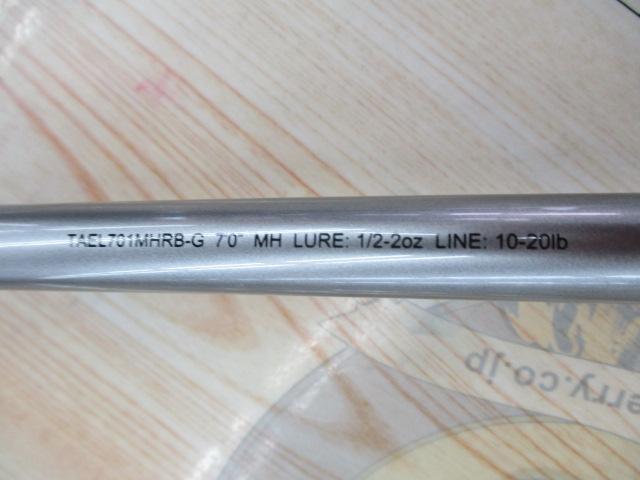 TAEL701MHRB-G 7'0" MH LURE: 1/2-2oz LINE: 10-20lb
erry.co.jp